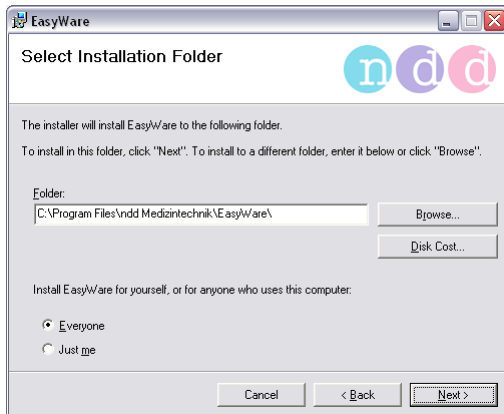 EasyWare
Select Installation Folder
ndd
The installer will install EasyWare to the following folder.
To install in this folder, click "Next". To install to a different folder, enter it below or click "Browse".
Folder:
C:\Program Files\ndd Medizintechnik\EasyWare\
Browse...
Disk Cost...
Install EasyWare for yourself, or for anyone who uses this computer:
Everyone
Just me
Cancel < Back Next >